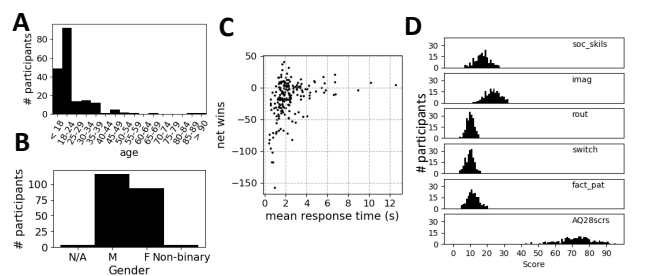 A
# participants
80
60
40
20
0
< 18
18-24
25-29
30-34
35-39
40-44
45-49
50-54
55-59
60-64
65-69
70-74
75-79
80-84
85-89
> 90
age
B
# participants
100
75
50
25
0
N/A M F Non-binary
Gender
C
net wins
50
0
−50
−100
−150
0 2 4 6 8 10 12
mean response time (s)
D
# participants
30
15
0
soc_skils
30
15
0
imag
30
15
0
rout
30
15
0
switch
30
15
0
fact_pat
30
15
0
AQ28scrs
0 10 20 30 40 50 60 70 80 90
Score